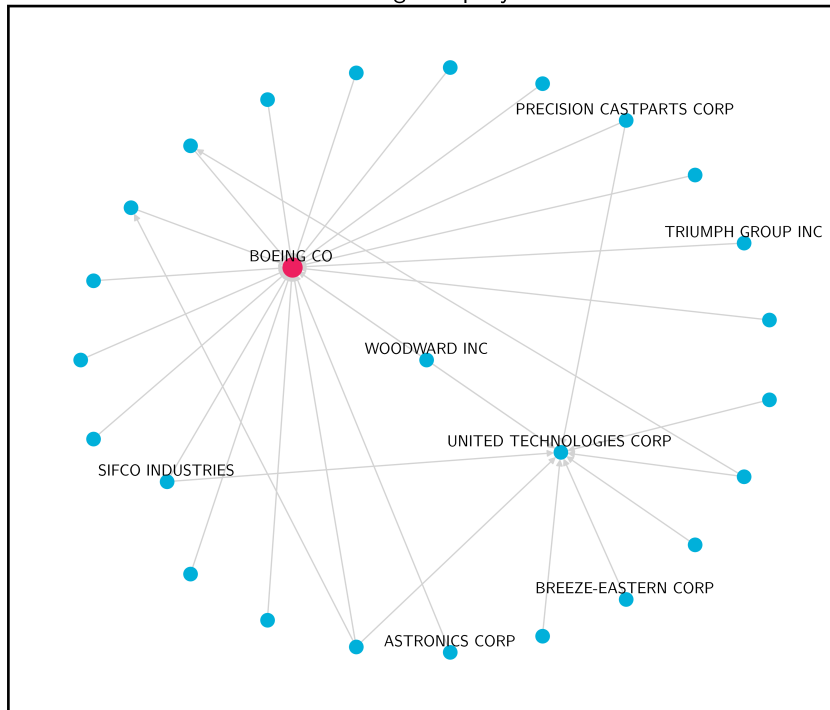 PRECISION CASTPARTS CORP
TRIUMPH GROUP INC
BOEING CO
WOODWARD INC
UNITED TECHNOLOGIES CORP
SIFCO INDUSTRIES
BREEZE-EASTERN CORP
ASTRONICS CORP